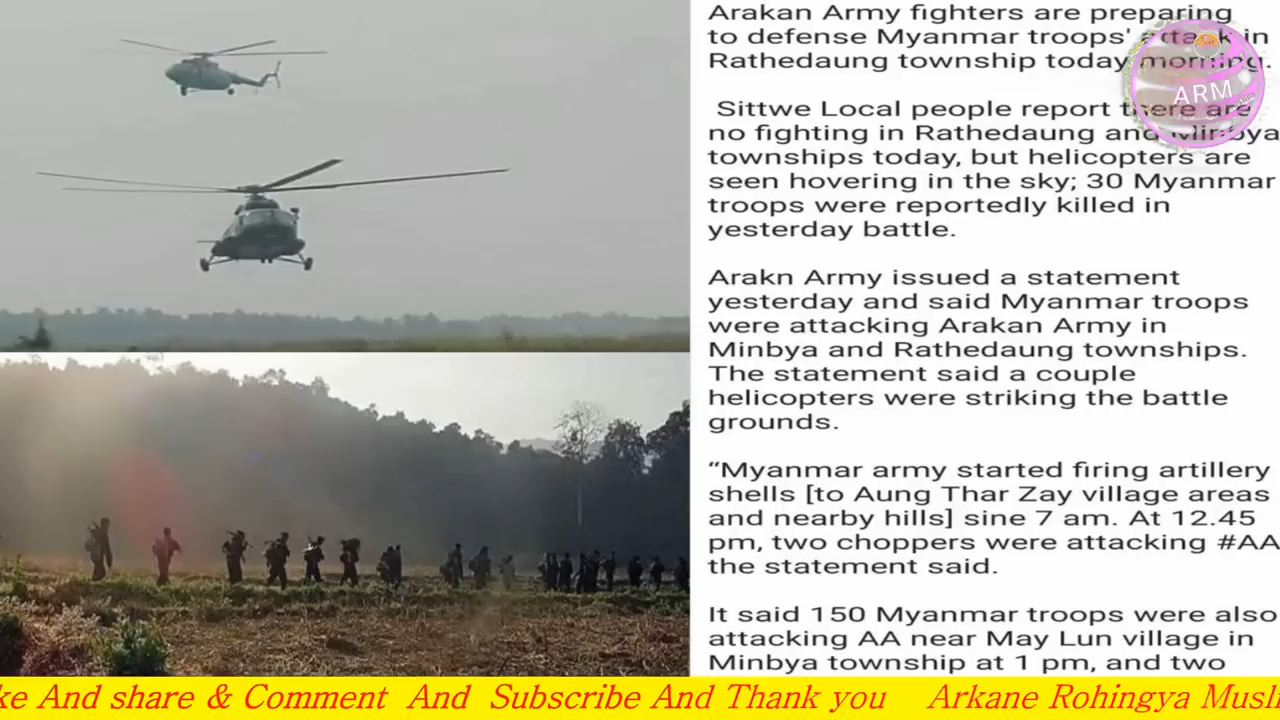 Arakan Army fighters are preparing
to defense Myanmar troops' attack in
Rathedaung township today morning.
Sittwe Local people report there are
no fighting in Rathedaung and Minbya
townships today, but helicopters are
seen hovering in the sky; 30 Myanmar
troops were reportedly killed in
yesterday battle.
Arakn Army issued a statement
yesterday and said Myanmar troops
were attacking Arakan Army in
Minbya and Rathedaung townships.
The statement said a couple
helicopters were striking the battle
grounds.
“Myanmar army started firing artillery
shells [to Aung Thar Zay village areas
and nearby hills] sine 7 am. At 12.45
pm, two choppers were attacking #AA
the statement said.
It said 150 Myanmar troops were also
attacking AA near May Lun village in
Minbya township at 1 pm, and two
ARM
ke And share & Comment And Subscribe And Thank you Arkane Rohingya Mush